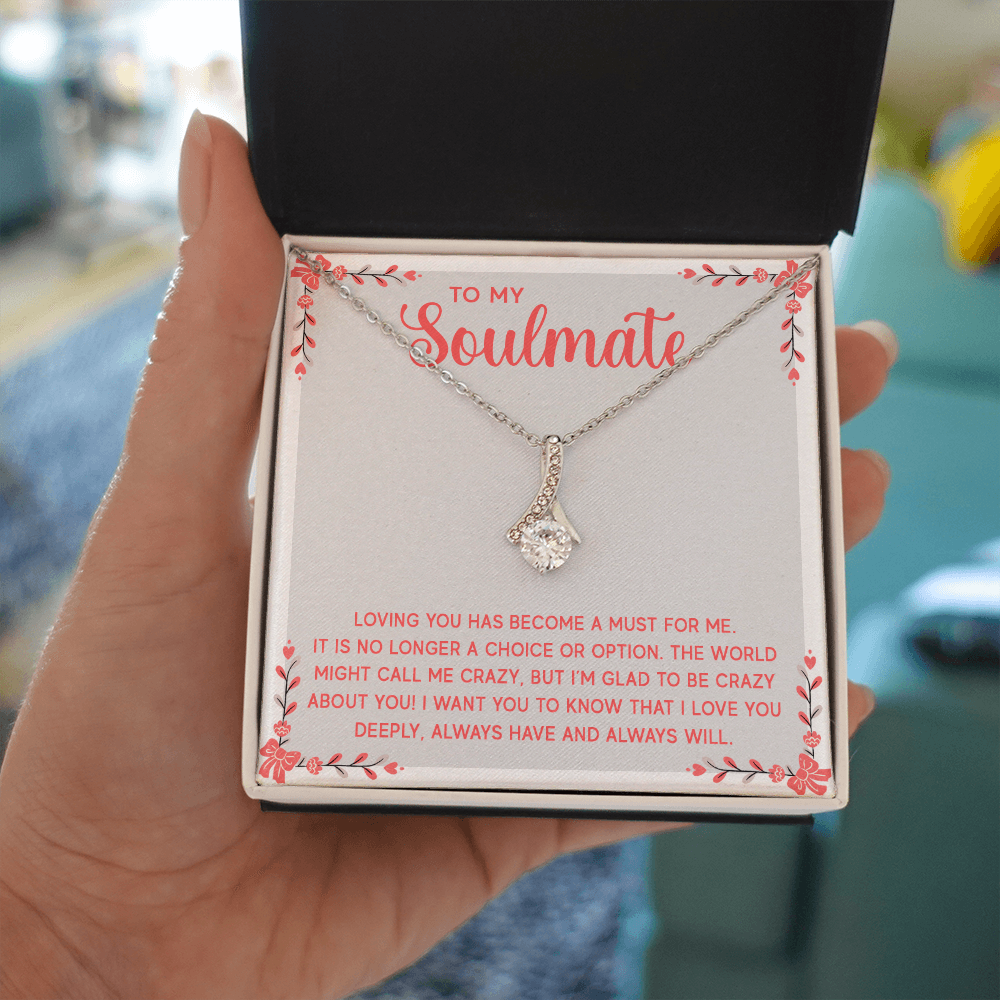 TO MY
Soulmate
LOVING YOU HAS BECOME A MUST FOR ME.
IT IS NO LONGER A CHOICE OR OPTION. THE WORLD
MIGHT CALL ME CRAZY, BUT I'M GLAD TO BE CRAZY
ABOUT YOU! I WANT YOU TO KNOW THAT I LOVE YOU
DEEPLY, ALWAYS HAVE AND ALWAYS WILL.